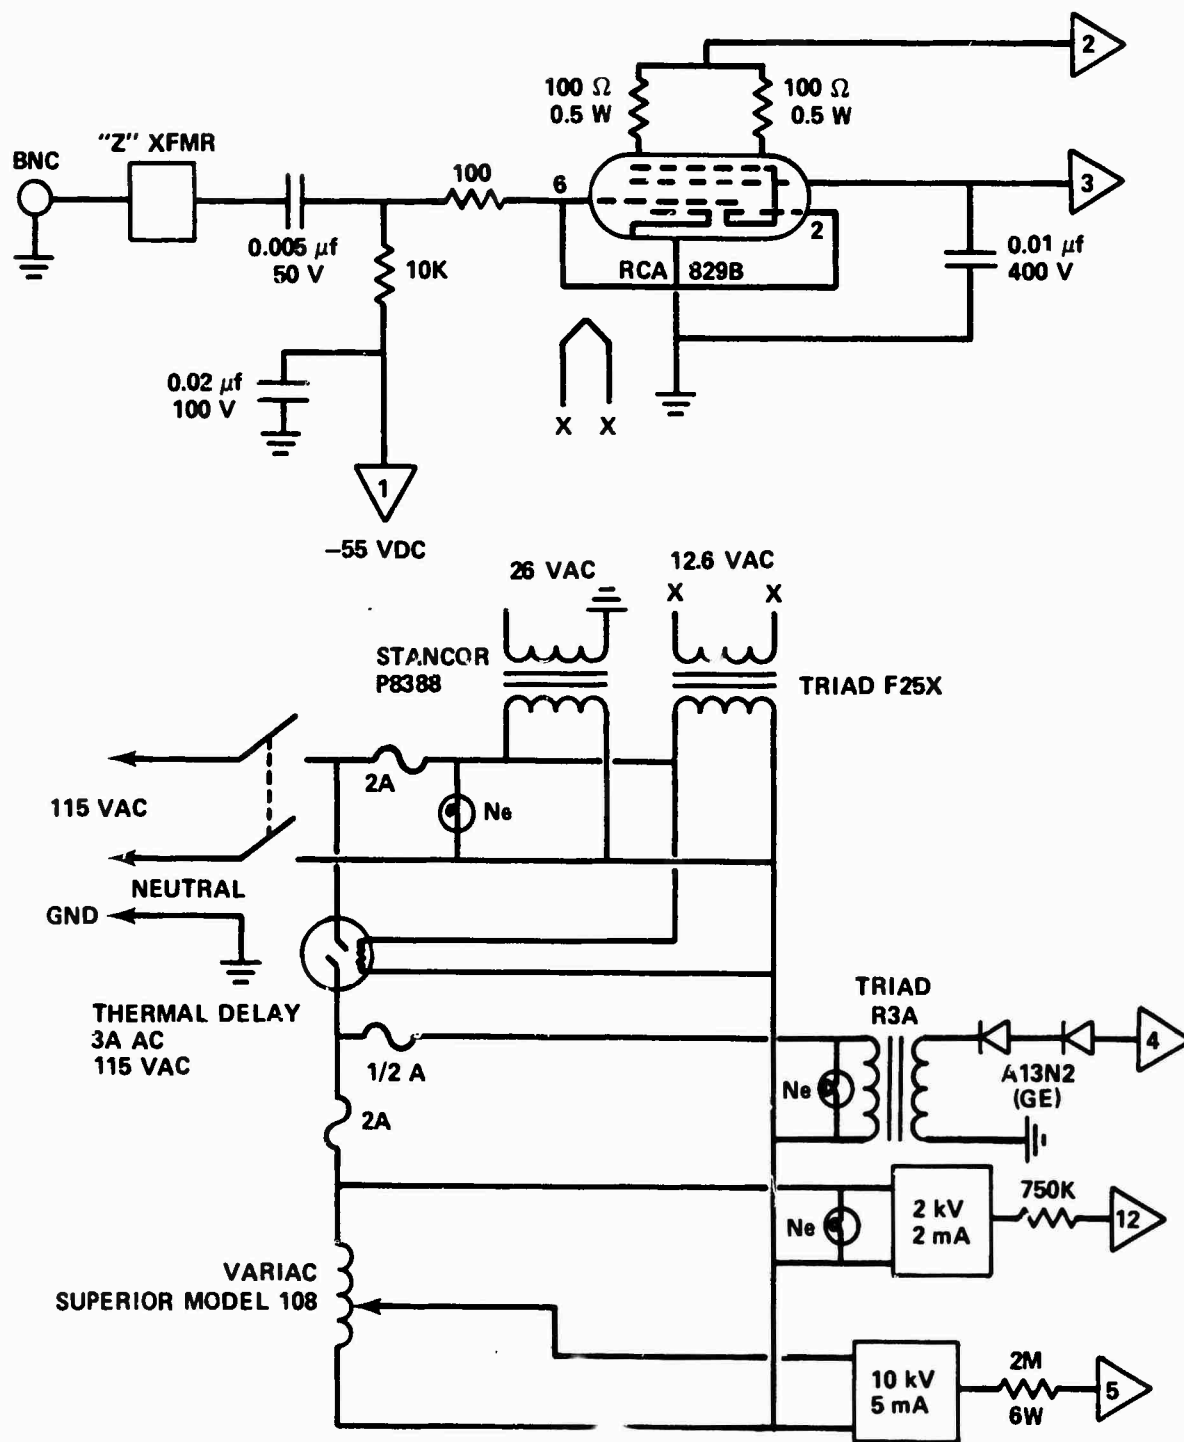 2
100 Ω
0.5 W
100 Ω
0.5 W
"Z" XFMR
BNC
100
6
3
2
0.005 μf
50 V
10K
RCA 829B
0.01 μf
400 V
0.02 μf
100 V
X X
1
−55 VDC
26 VAC
12.6 VAC
X X
STANCOR
P8388
TRIAD F25X
2A
115 VAC
Ne
NEUTRAL
GND
THERMAL DELAY
3A AC
115 VAC
TRIAD
R3A
4
1/2 A
Ne
A13N2
(GE)
2A
750K
2 kV
2 mA
12
Ne
VARIAC
SUPERIOR MODEL 108
10 kV
5 mA
2M
6W
5